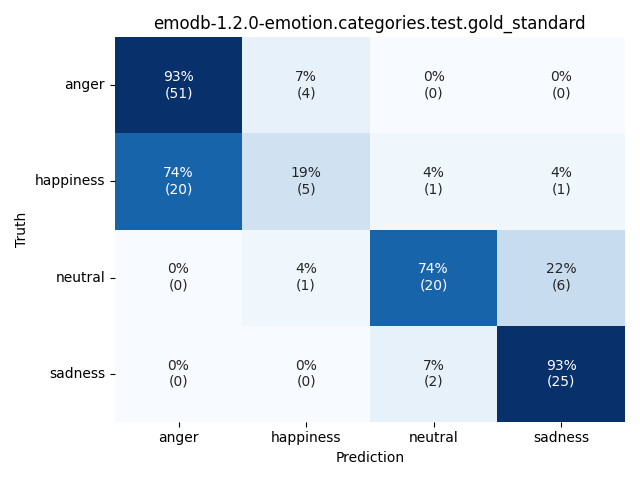 emodb-1.2.0-emotion.categories.test.gold_standard
Truth
anger
93% 7% 0% 0%
(51) (4) (0) (0)
happiness
74% 19% 4% 4%
(20) (5) (1) (1)
neutral
0% 4% 74% 22%
(0) (1) (20) (6)
sadness
0% 0% 7% 93%
(0) (0) (2) (25)
anger happiness neutral sadness
Prediction